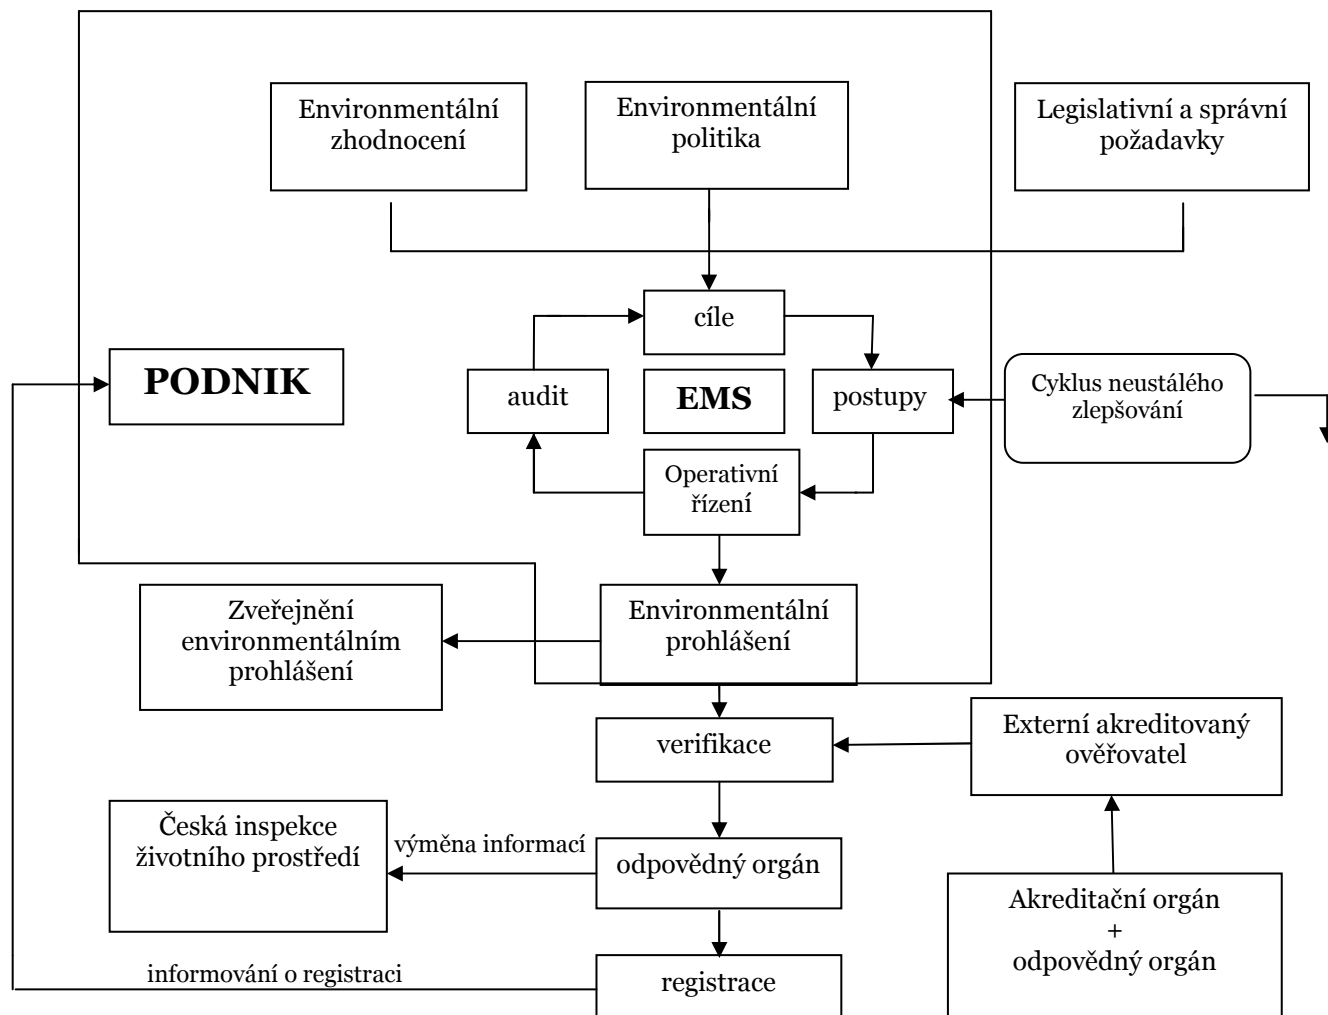 Environmentální
zhodnocení
Environmentální
politika
Legislativní a správní
požadavky
cíle
PODNIK
audit
EMS
postupy
Cyklus neustálého
zlepšování
Operativní
řízení
Zveřejnění
environmentálním
prohlášení
Environmentální
prohlášení
verifikace
Externí akreditovaný
ověřovatel
Česká inspekce
životního prostředí
výměna informací
odpovědný orgán
Akreditační orgán
+
odpovědný orgán
informování o registraci
registrace